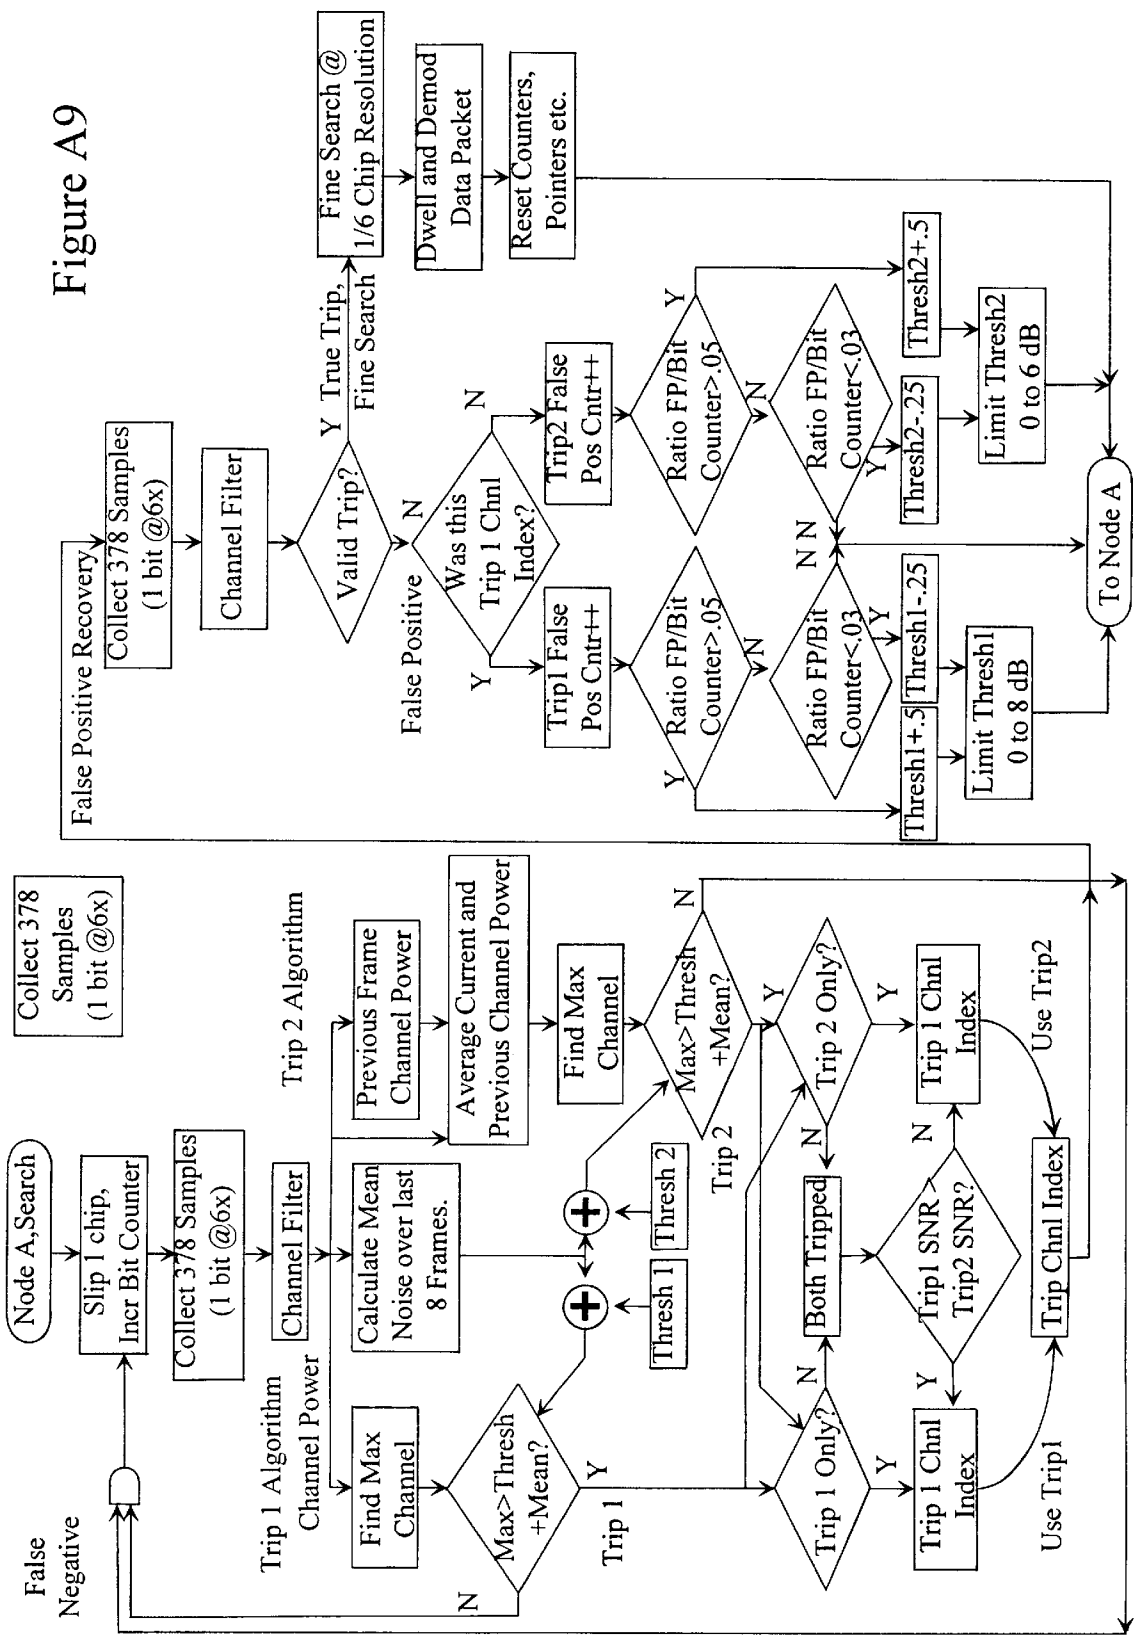 Figure A9
Node A,Search
Slip 1 chip,
Incr Bit Counter
Collect 378 Samples
(1 bit @6x)
Collect 378
Samples
(1 bit @6x)
False
Negative
Channel Filter
Trip 1 Algorithm
Channel Power
Trip 2 Algorithm
Find Max
Channel
Calculate Mean
Noise over last
8 Frames.
Previous Frame
Channel Power
Average Current and
Previous Channel Power
Find Max
Channel
Max>Thresh
+Mean?
N
Y
Trip 1
+
+
Thresh 1
Thresh 2
Max>Thresh
+Mean?
N
Y
Trip 2
Trip 1 Only?
N
Y
Both Tripped
Trip 2 Only?
N
Y
Trip1 SNR >
Trip2 SNR?
Y
N
Trip 1 Chnl
Index
Trip 1 Chnl
Index
Use Trip1
Use Trip2
Trip Chnl Index
False Positive Recovery
Collect 378 Samples
(1 bit @6x)
Channel Filter
Valid Trip?
Y True Trip,
Fine Search
Fine Search @
1/6 Chip Resolution
Dwell and Demod
Data Packet
Reset Counters,
Pointers etc.
N
False Positive
Was this
Trip 1 Chnl
Index?
Y
N
Trip1 False
Pos Cntr++
Trip2 False
Pos Cntr++
Ratio FP/Bit
Counter>.05
Y
N
Ratio FP/Bit
Counter>.05
Y
N
Ratio FP/Bit
Counter<.03
Y
N N
Ratio FP/Bit
Counter<.03
Y
Thresh1+.5
Thresh1-.25
Thresh2-.25
Thresh2+.5
Limit Thresh1
0 to 8 dB
Limit Thresh2
0 to 6 dB
To Node A